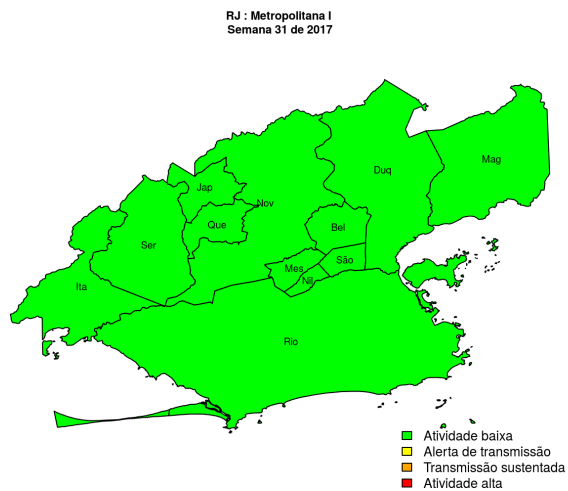 RJ : Metropolitana I
Semana 31 de 2017
Mag
Duq
Jap
Nov
Que
Bel
Ser
São
Mes
Nil
Ita
Rio
Atividade baixa
Alerta de transmissão
Transmissão sustentada
Atividade alta